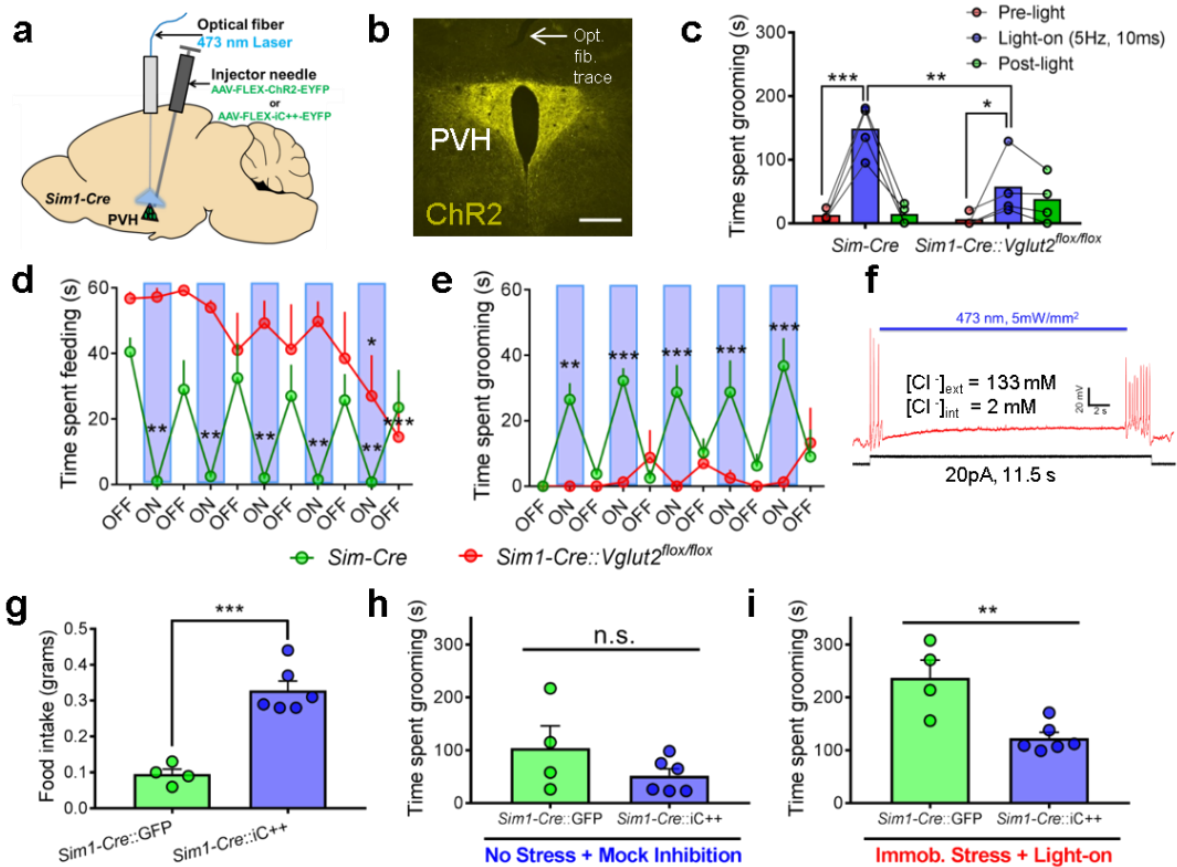 a
Optical fiber
473 nm Laser
Injector needle
AAV-FLEX-ChR2-EYFP
or
AAV-FLEX-iC++-EYFP
Sim1-Cre
PVH
b
Opt.
fib.
trace
PVH
ChR2
c
Pre-light
Light-on (5Hz, 10ms)
Post-light
Time spent grooming (s)
300
200
100
0
***
**
*
Sim-Cre
Sim1-Cre::Vglut2flox/flox
d
Time spent feeding (s)
60
40
20
0
** ** ** ** ** * ***
OFF ON OFF ON OFF ON OFF ON OFF ON OFF
e
Time spent grooming (s)
60
40
20
0
** *** *** *** ***
OFF ON OFF ON OFF ON OFF ON OFF ON OFF
Sim-Cre
Sim1-Cre::Vglut2flox/flox
f
473 nm, 5mW/mm²
[Cl⁻]ext = 133 mM
[Cl⁻]int = 2 mM
20 mV
2 s
20pA, 11.5 s
g
Food intake (grams)
0.5
0.4
0.3
0.2
0.1
0.0
***
Sim1-Cre::GFP
Sim1-Cre::iC++
h
Time spent grooming (s)
300
200
100
0
n.s.
Sim1-Cre::GFP Sim1-Cre::iC++
No Stress + Mock Inhibition
i
Time spent grooming (s)
300
200
100
0
**
Sim1-Cre::GFP Sim1-Cre::iC++
Immob. Stress + Light-on